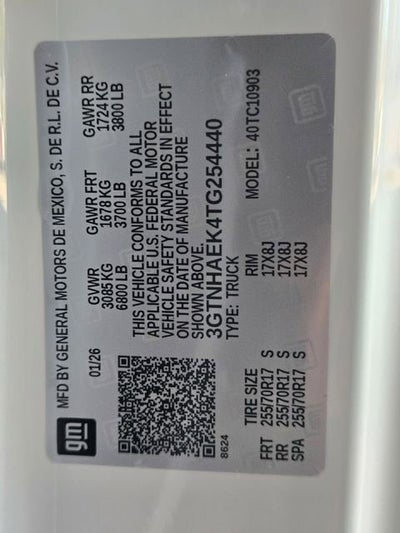 gm
MFD BY GENERAL MOTORS DE MEXICO, S. DE R.L. DE C.V.
01/26
GVWR GAWR FRT GAWR RR
3085 KG 1678 KG 1724 KG
6800 LB 3700 LB 3800 LB
THIS VEHICLE CONFORMS TO ALL
APPLICABLE U.S. FEDERAL MOTOR
VEHICLE SAFETY STANDARDS IN EFFECT
ON THE DATE OF MANUFACTURE
SHOWN ABOVE.
3GTNHAEK4TG254440
TYPE: TRUCK MODEL: 40TC10903
8624
TIRE SIZE RIM
FRT 255/70R17 S 17X8J
RR 255/70R17 S 17X8J
SPA 255/70R17 S 17X8J